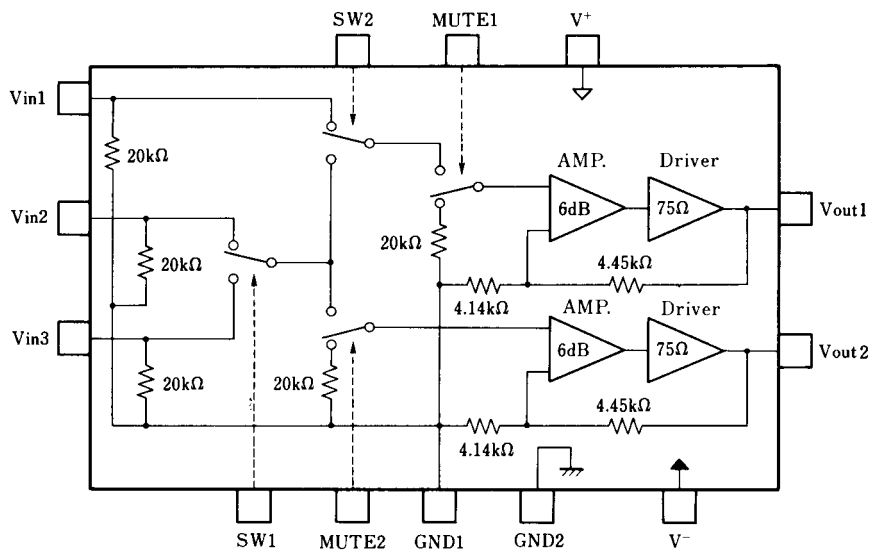 SW2 MUTE1 V⁺
Vin1
20kΩ
AMP. Driver
Vin2
6dB 75Ω
Vout1
20kΩ
20kΩ
4.14kΩ
4.45kΩ
AMP. Driver
Vin3
6dB 75Ω
Vout2
20kΩ
20kΩ
4.45kΩ
4.14kΩ
SW1 MUTE2 GND1 GND2 V⁻